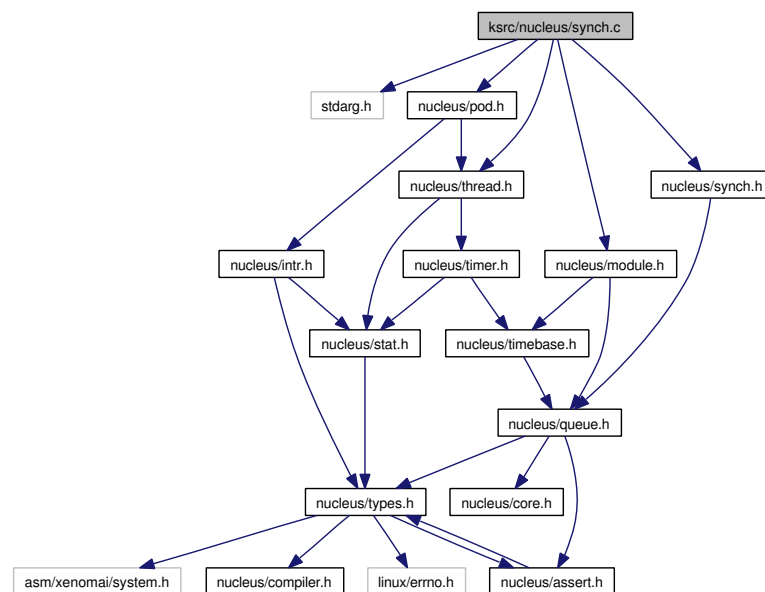 ksrc/nucleus/synch.c
stdarg.h
nucleus/pod.h
nucleus/thread.h
nucleus/synch.h
nucleus/intr.h
nucleus/timer.h
nucleus/module.h
nucleus/stat.h
nucleus/timebase.h
nucleus/queue.h
nucleus/types.h
nucleus/core.h
asm/xenomai/system.h
nucleus/compiler.h
linux/errno.h
nucleus/assert.h